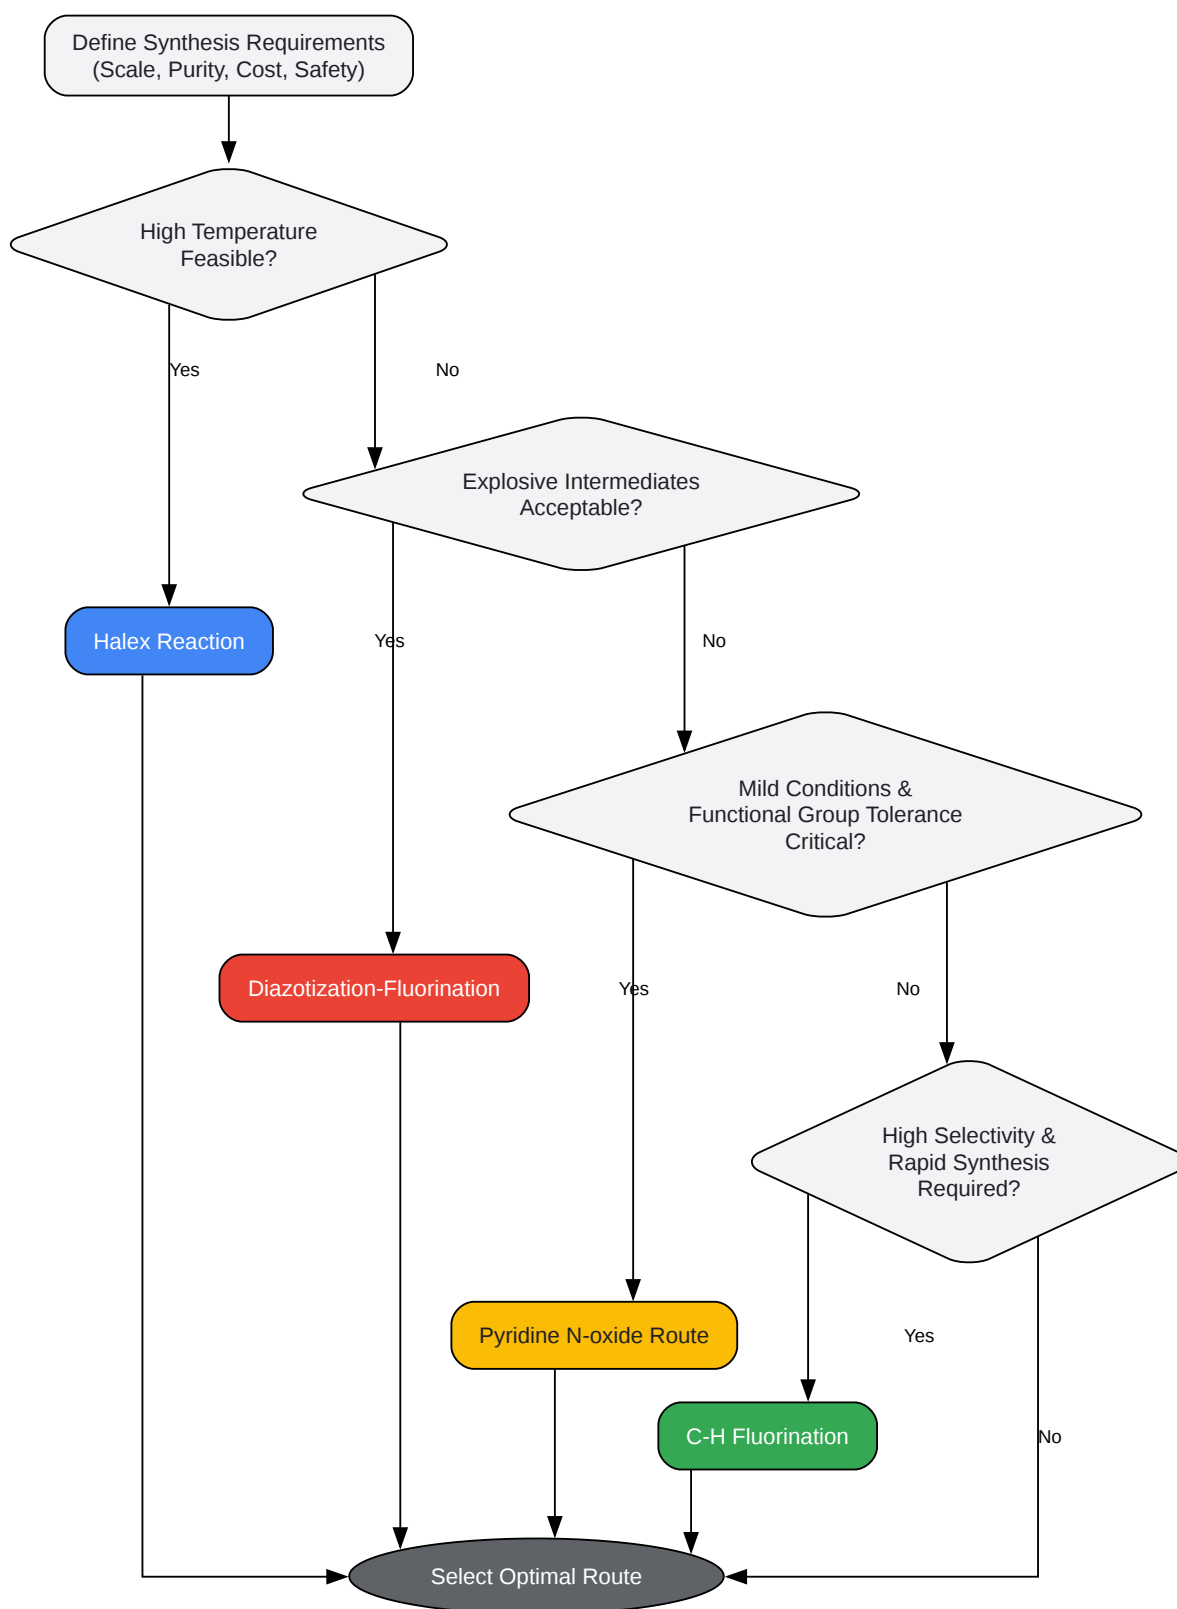 Define Synthesis Requirements
(Scale, Purity, Cost, Safety)
High Temperature
Feasible?
Yes
No
Explosive Intermediates
Acceptable?
Halex Reaction
Yes
No
Mild Conditions &
Functional Group Tolerance
Critical?
Diazotization-Fluorination
Yes
No
High Selectivity &
Rapid Synthesis
Required?
Pyridine N-oxide Route
Yes
C-H Fluorination
No
Select Optimal Route